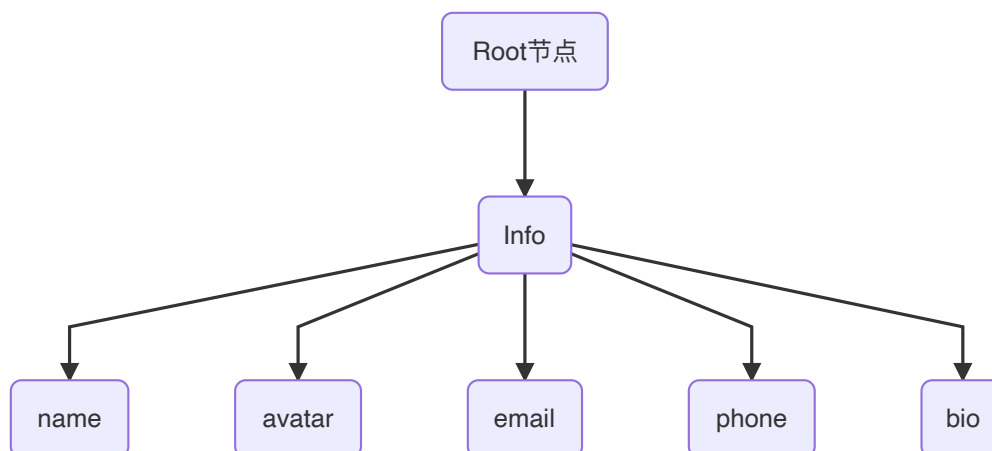 Root节点
Info
name
avatar
email
phone
bio